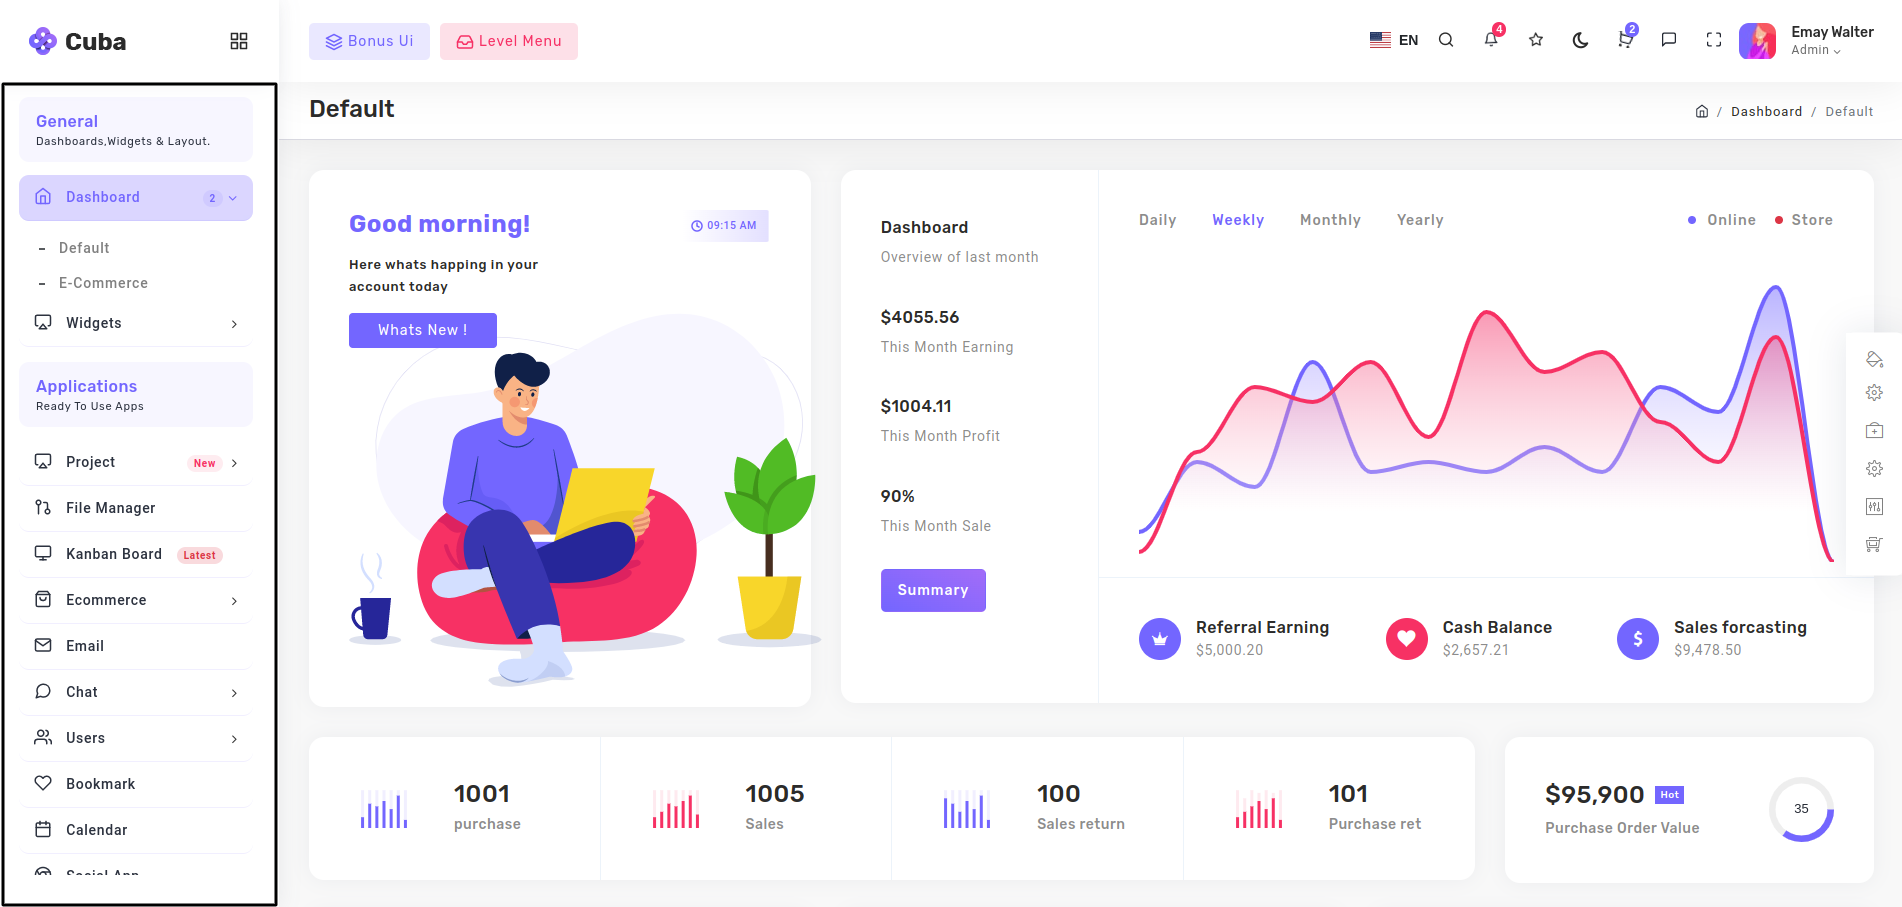 Cuba
Bonus Ui
Level Menu
EN
4
2
Emay Walter
Admin
General
Dashboards,Widgets & Layout.
Dashboard
2
- Default
- E-Commerce
Widgets
Applications
Ready To Use Apps
Project
New
File Manager
Kanban Board
Latest
Ecommerce
Email
Chat
Users
Bookmark
Calendar
Social App
Default
/ Dashboard / Default
Good morning!
09:15 AM
Here whats happing in your
account today
Whats New !
Dashboard
Overview of last month
$4055.56
This Month Earning
$1004.11
This Month Profit
90%
This Month Sale
Summary
Daily
Weekly
Monthly
Yearly
Online
Store
Referral Earning
$5,000.20
Cash Balance
$2,657.21
Sales forcasting
$9,478.50
1001
purchase
1005
Sales
100
Sales return
101
Purchase ret
$95,900
Hot
Purchase Order Value
35